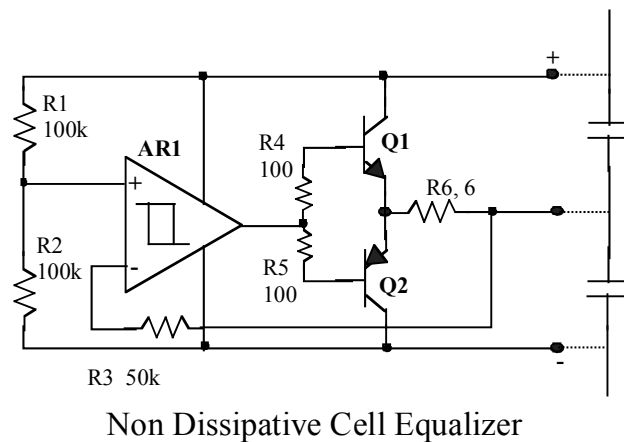 +
R1
100k
AR1
R4
100
Q1
R6, 6
+
R2
100k
-
R5
100
Q2
R3 50k
-
Non Dissipative Cell Equalizer